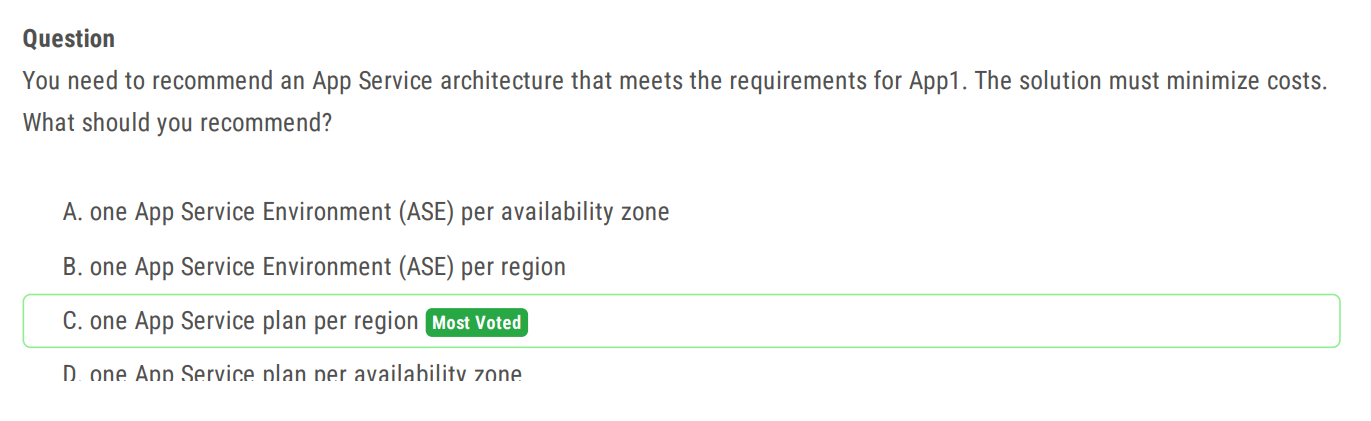 Question
You need to recommend an App Service architecture that meets the requirements for App1. The solution must minimize costs.
What should you recommend?
A. one App Service Environment (ASE) per availability zone
B. one App Service Environment (ASE) per region
C. one App Service plan per region Most Voted
D. one App Service plan per availability zone